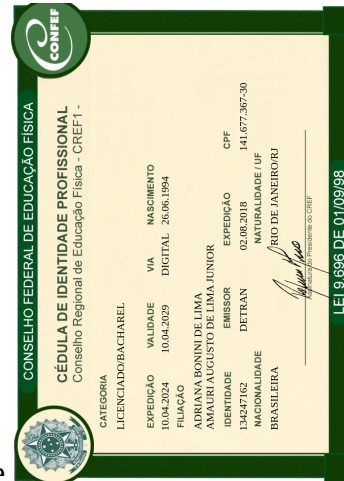 CONSELHO FEDERAL DE EDUCAÇÃO FÍSICA
CONFEF
CÉDULA DE IDENTIDADE PROFISSIONAL
Conselho Regional de Educação Física - CREF1 -
CATEGORIA
LICENCIADO/BACHAREL
EXPEDIÇÃO VALIDADE VIA NASCIMENTO
10.04.2024 10.04.2029 DIGITAL 26.06.1994
FILIAÇÃO
ADRIANA BONINI DE LIMA
AMAURI AUGUSTO DE LIMA JUNIOR
IDENTIDADE EMISSOR EXPEDIÇÃO CPF
134247162 DETRAN 02.08.2018 141.677.367-30
NACIONALIDADE NATURALIDADE / UF
BRASILEIRA RIO DE JANEIRO/RJ
Assinatura do Presidente do CREF
LEI 9.696 DE 01/09/98